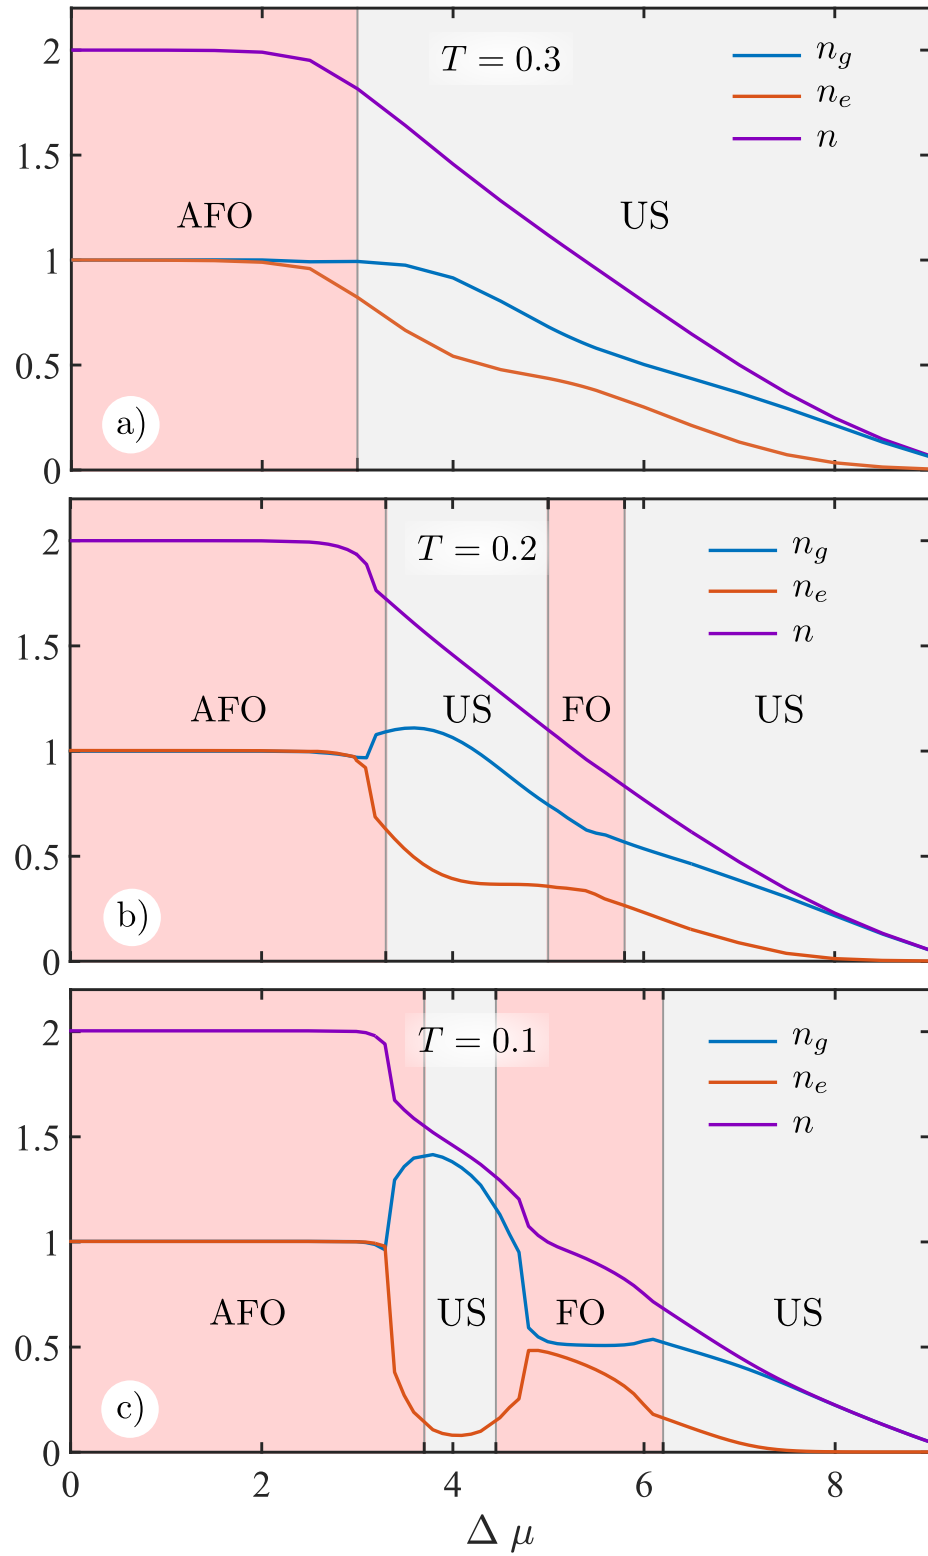 2
T = 0.3
n_g
n_e
n
1.5
AFO
US
1
0.5
a)
0
2
T = 0.2
n_g
n_e
n
1.5
AFO
US
FO
US
1
0.5
b)
0
2
T = 0.1
n_g
n_e
n
1.5
1
AFO
US
FO
US
0.5
c)
0
0
2
4
6
8
Δ μ